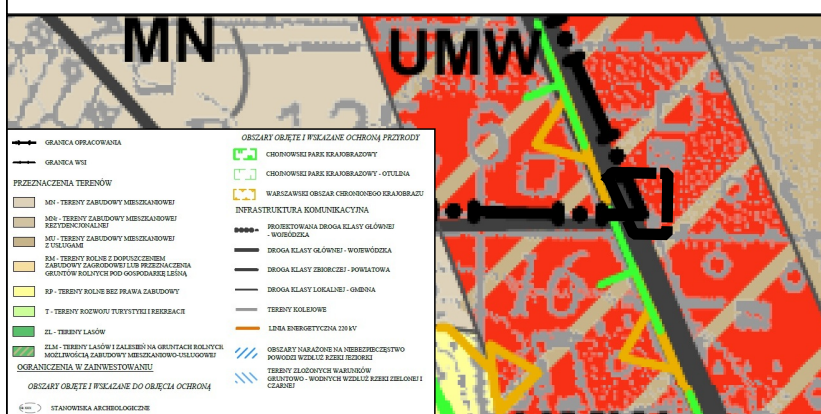 MN
UMW
GRANICA OPRACOWANIA
GRANICA WSI
PRZEZNACZENIA TERENÓW
MN - TERENY ZABUDOWY MIESZKANIOWEJ
MNr - TERENY ZABUDOWY MIESZKANIOWEJ
REZYDENCJONALNEJ
MU - TERENY ZABUDOWY MIESZKANIOWEJ
Z USŁUGAMI
RM - TERENY ROLNE Z DOPUSZCZENIEM
ZABUDOWY ZAGRODOWEJ LUB PRZEZNACZENIA
GRUNTÓW ROLNYCH POD GOSPODARKĘ LEŚNĄ
RP - TERENY ROLNE BEZ PRAWA ZABUDOWY
T - TERENY ROZWOJU TURYSTYKI I REKREACJI
ZL - TERENY LASÓW
ZLM - TERENY LASÓW I ZALESIEŃ NA GRUNTACH ROLNYCH
MOŻLIWOŚCIĄ ZABUDOWY MIESZKANIOWO-USŁUGOWEJ
OGRANICZENIA W ZAINWESTOWANIU
OBSZARY OBJĘTE I WSKAZANE DO OBJĘCIA OCHRONĄ
STANOWISKA ARCHEOLOGICZNE
OBSZARY OBJĘTE I WSKAZANE OCHRONĄ PRZYRODY
CHOJNOWSKI PARK KRAJOBRAZOWY
CHOJNOWSKI PARK KRAJOBRAZOWY - OTULINA
WARSZAWSKI OBSZAR CHRONIONEGO KRAJOBRAZU
INFRASTRUKTURA KOMUNIKACYJNA
PROJEKTOWANA DROGA KLASY GŁÓWNEJ
- WOJEWÓDZKA
DROGA KLASY GŁÓWNEJ - WOJEWÓDZKA
DROGA KLASY ZBIORCZEJ - POWIATOWA
DROGA KLASY LOKALNEJ - GMINNA
TERENY KOLEJOWE
LINIA ENERGETYCZNA 220 kV
OBSZARY NARAŻONE NA NIEBEZPIECZEŃSTWO
POWODZI WZDŁUŻ RZEKI JEZIORKI
TERENY ZŁOŻONYCH WARUNKÓW
GRUNTOWO - WODNYCH WZDŁUŻ RZEKI ZIELONEJ I
CZARNEJ
6
16